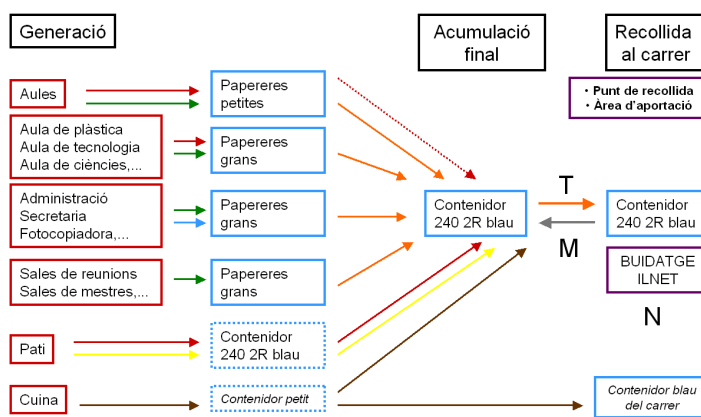 Generació
Acumulació
final
Recollida
al carrer
Aules
Papereres
petites
• Punt de recollida
• Àrea d'aportació
Aula de plàstica
Aula de tecnologia
Aula de ciències,...
Papereres
grans
Administració
Secretaria
Fotocopiadora,...
Papereres
grans
Contenidor
240 2R blau
T
M
Contenidor
240 2R blau
Sales de reunions
Sales de mestres,...
Papereres
grans
BUIDATGE
ILNET
N
Pati
Contenidor
240 2R blau
Cuina
Contenidor petit
Contenidor blau
del carrer